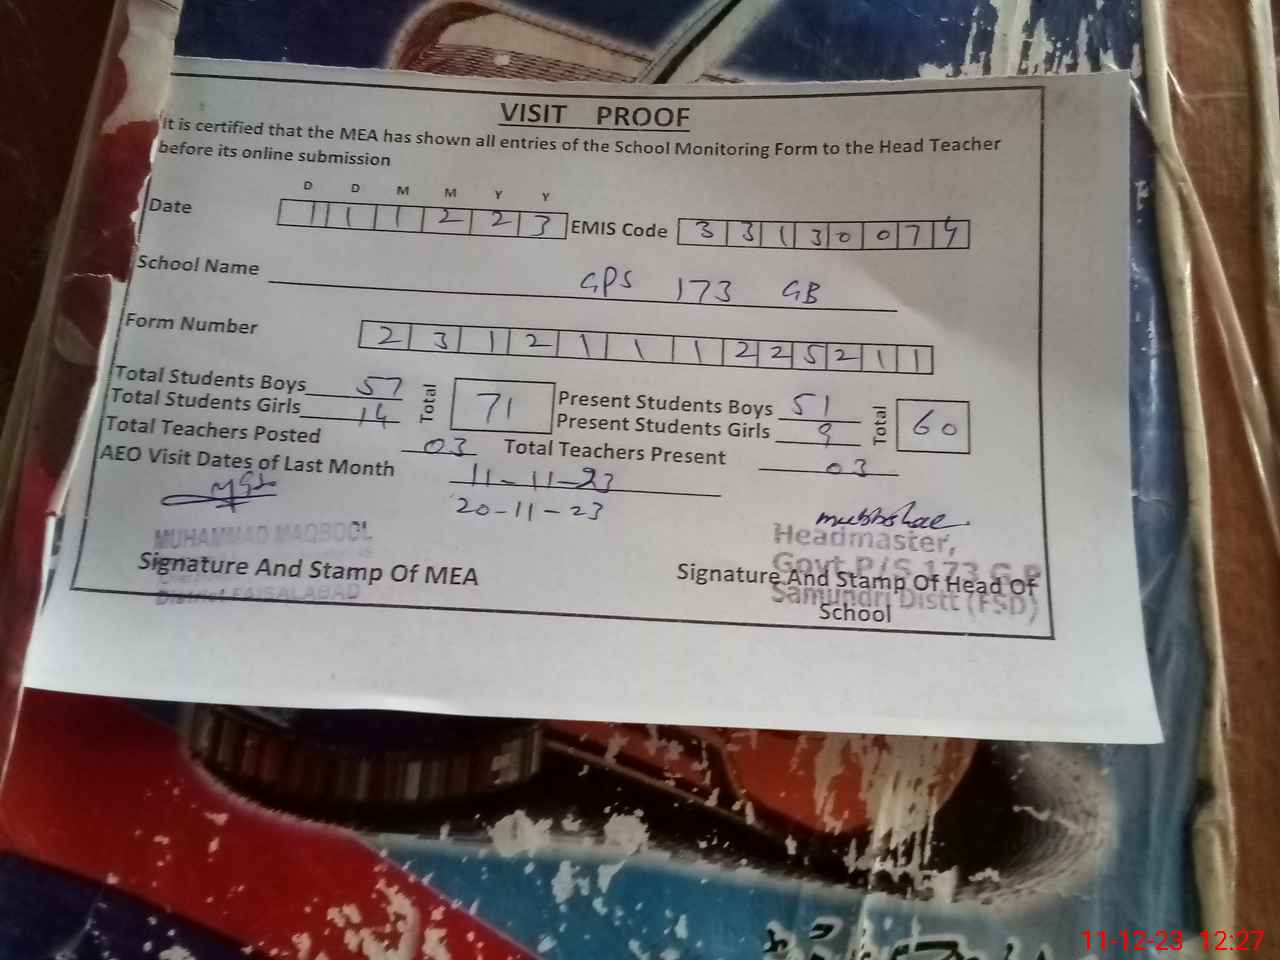 VISIT PROOF
It is certified that the MEA has shown all entries of the School Monitoring Form to the Head Teacher
before its online submission
D D M M Y Y
Date 1 1 1 2 2 3 EMIS Code 3 3 1 3 0 0 7 4
School Name GPS 173 GB
Form Number 2 3 1 2 1 1 1 2 2 5 2 1 1
Total Students Boys 57 Total 71 Present Students Boys 51 Total 60
Total Students Girls 14 Present Students Girls 9
Total Teachers Posted 03 Total Teachers Present 03
AEO Visit Dates of Last Month 11-11-23
20-11-23
MUHAMMAD MAQBOOL
Headmaster,
Govt P/S 173 G.B
Signature And Stamp Of MEA
Signature And Stamp Of Head Of
School
District FAISALABAD
Samundri Distt (FSD)
11-12-23 12:27